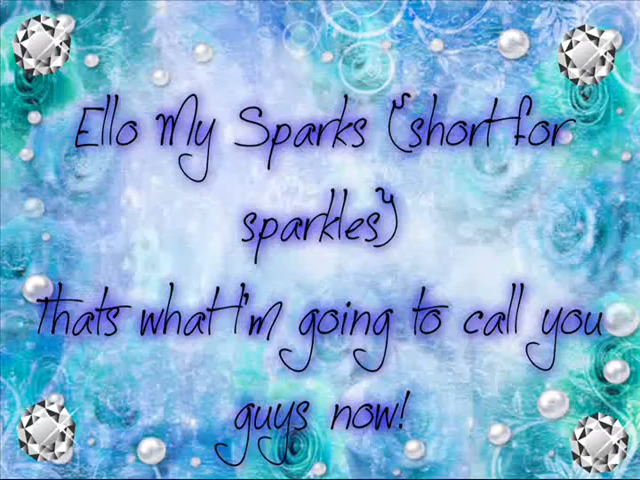 Ello My Sparks (short for
sparkles)
Thats what I'm going to call you
guys now!